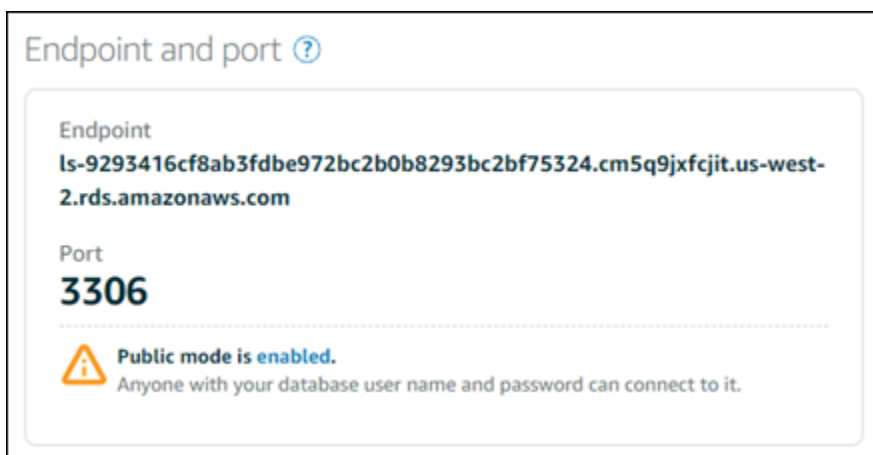 Endpoint and port ?
Endpoint
ls-9293416cf8ab3fdbe972bc2b0b8293bc2bf75324.cm5q9jxfcjit.us-west-
2.rds.amazonaws.com
Port
3306
Public mode is enabled.
Anyone with your database user name and password can connect to it.